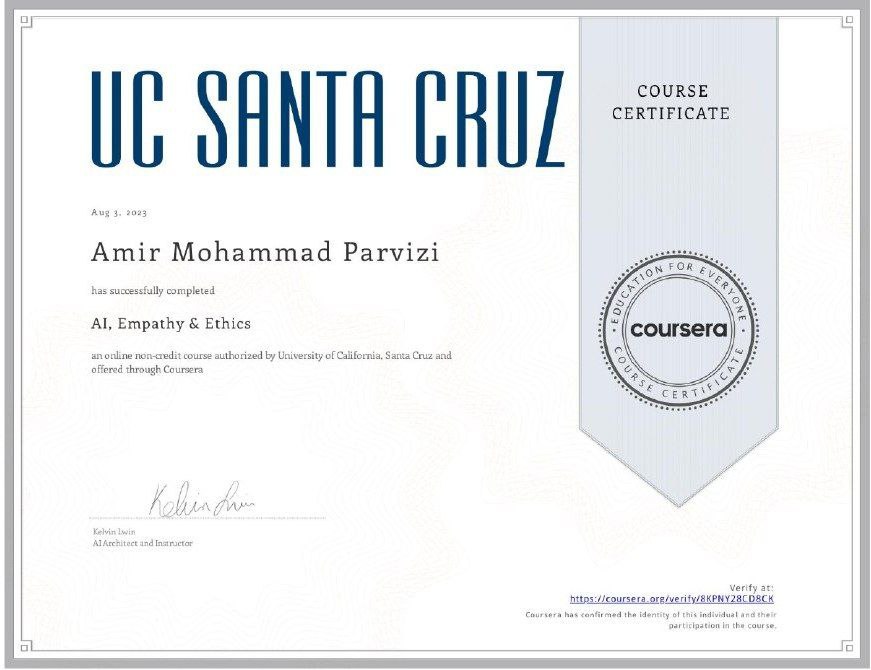 UC SANTA CRUZ
COURSE
CERTIFICATE
Aug 3, 2023
Amir Mohammad Parvizi
has successfully completed
AI, Empathy & Ethics
an online non-credit course authorized by University of California, Santa Cruz and
offered through Coursera
EDUCATION FOR EVERYONE
coursera
COURSE CERTIFICATE
Kelvin Lwin
Kelvin Lwin
AI Architect and Instructor
Verify at:
https://coursera.org/verify/8KPNY28CD8CK
Coursera has confirmed the identity of this individual and their
participation in the course.